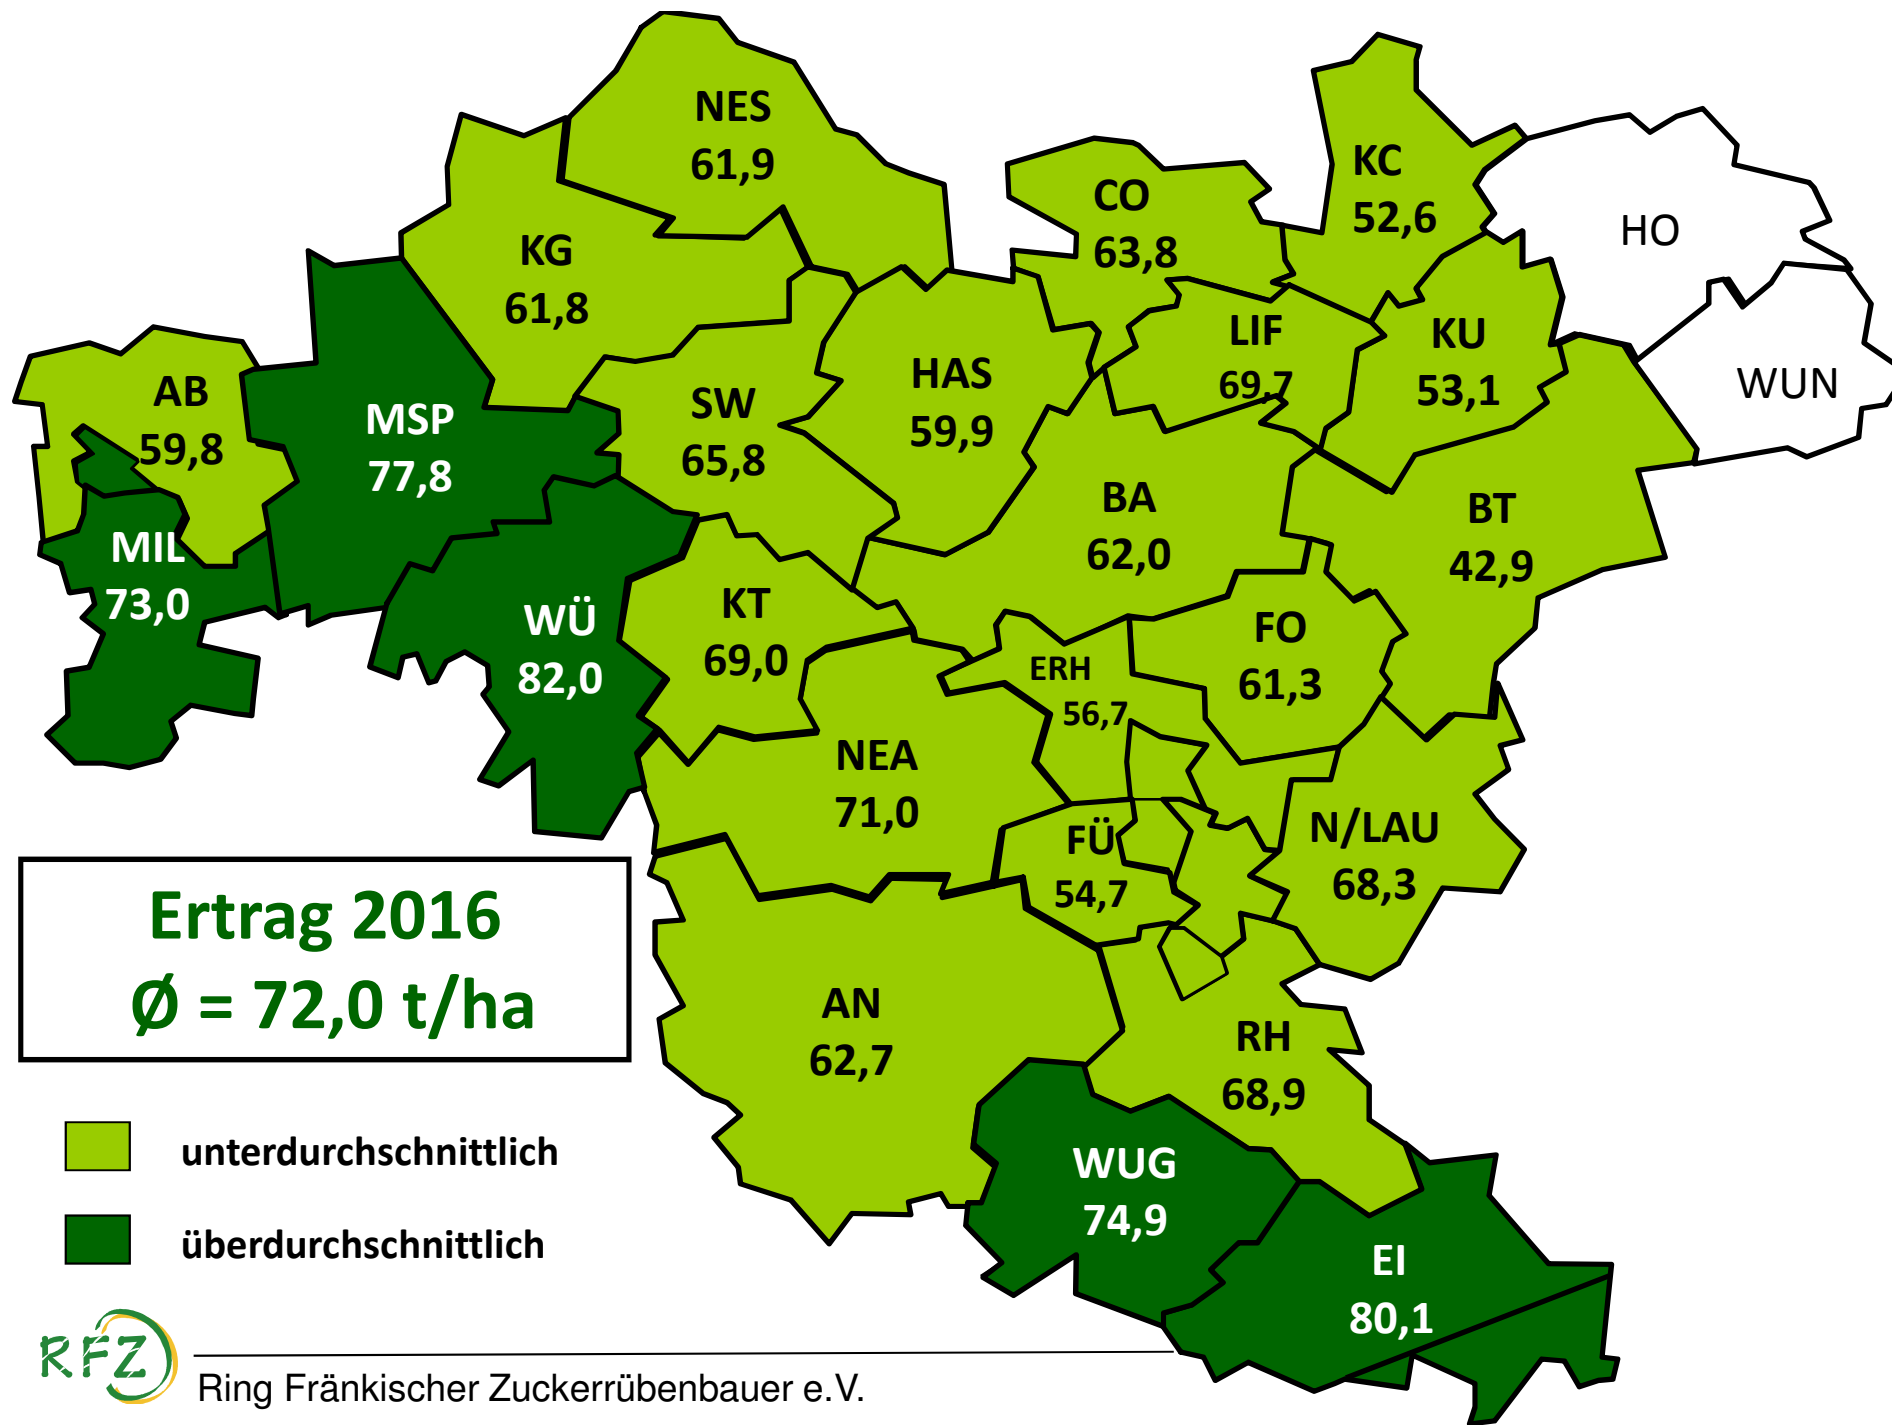 NES
61,9
KC
52,6
CO
63,8
HO
KG
61,8
LIF
69,7
KU
53,1
WUN
AB
59,8
MSP
77,8
SW
65,8
HAS
59,9
BA
62,0
BT
42,9
MIL
73,0
WÜ
82,0
KT
69,0
ERH
56,7
FO
61,3
NEA
71,0
FÜ
54,7
N/LAU
68,3
Ertrag 2016
Ø = 72,0 t/ha
AN
62,7
RH
68,9
WUG
74,9
EI
80,1
unterdurchschnittlich
überdurchschnittlich
RFZ
Ring Fränkischer Zuckerrübenbauer e.V.